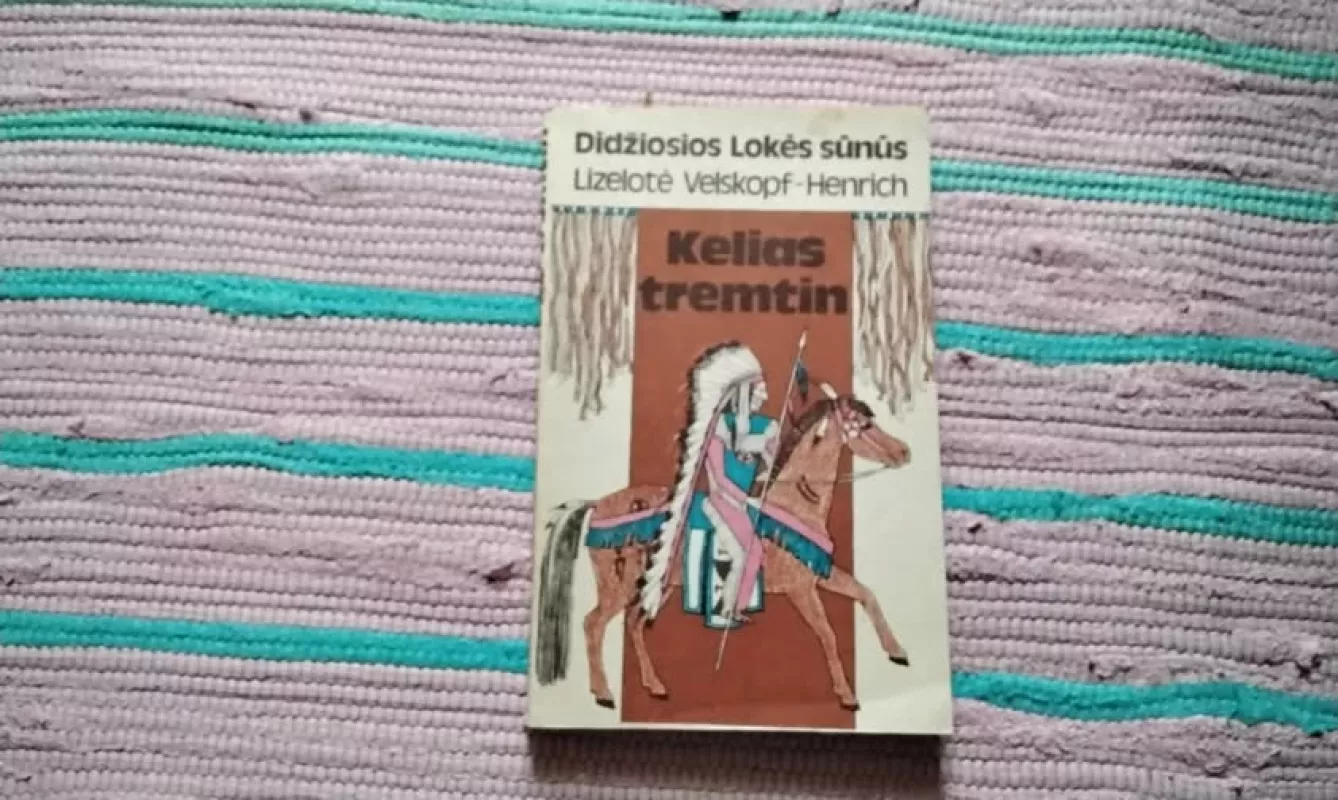 Didžiosios Lokės sūnūs
Lizelotė Velskopf-Henrich
Kelias
tremtin